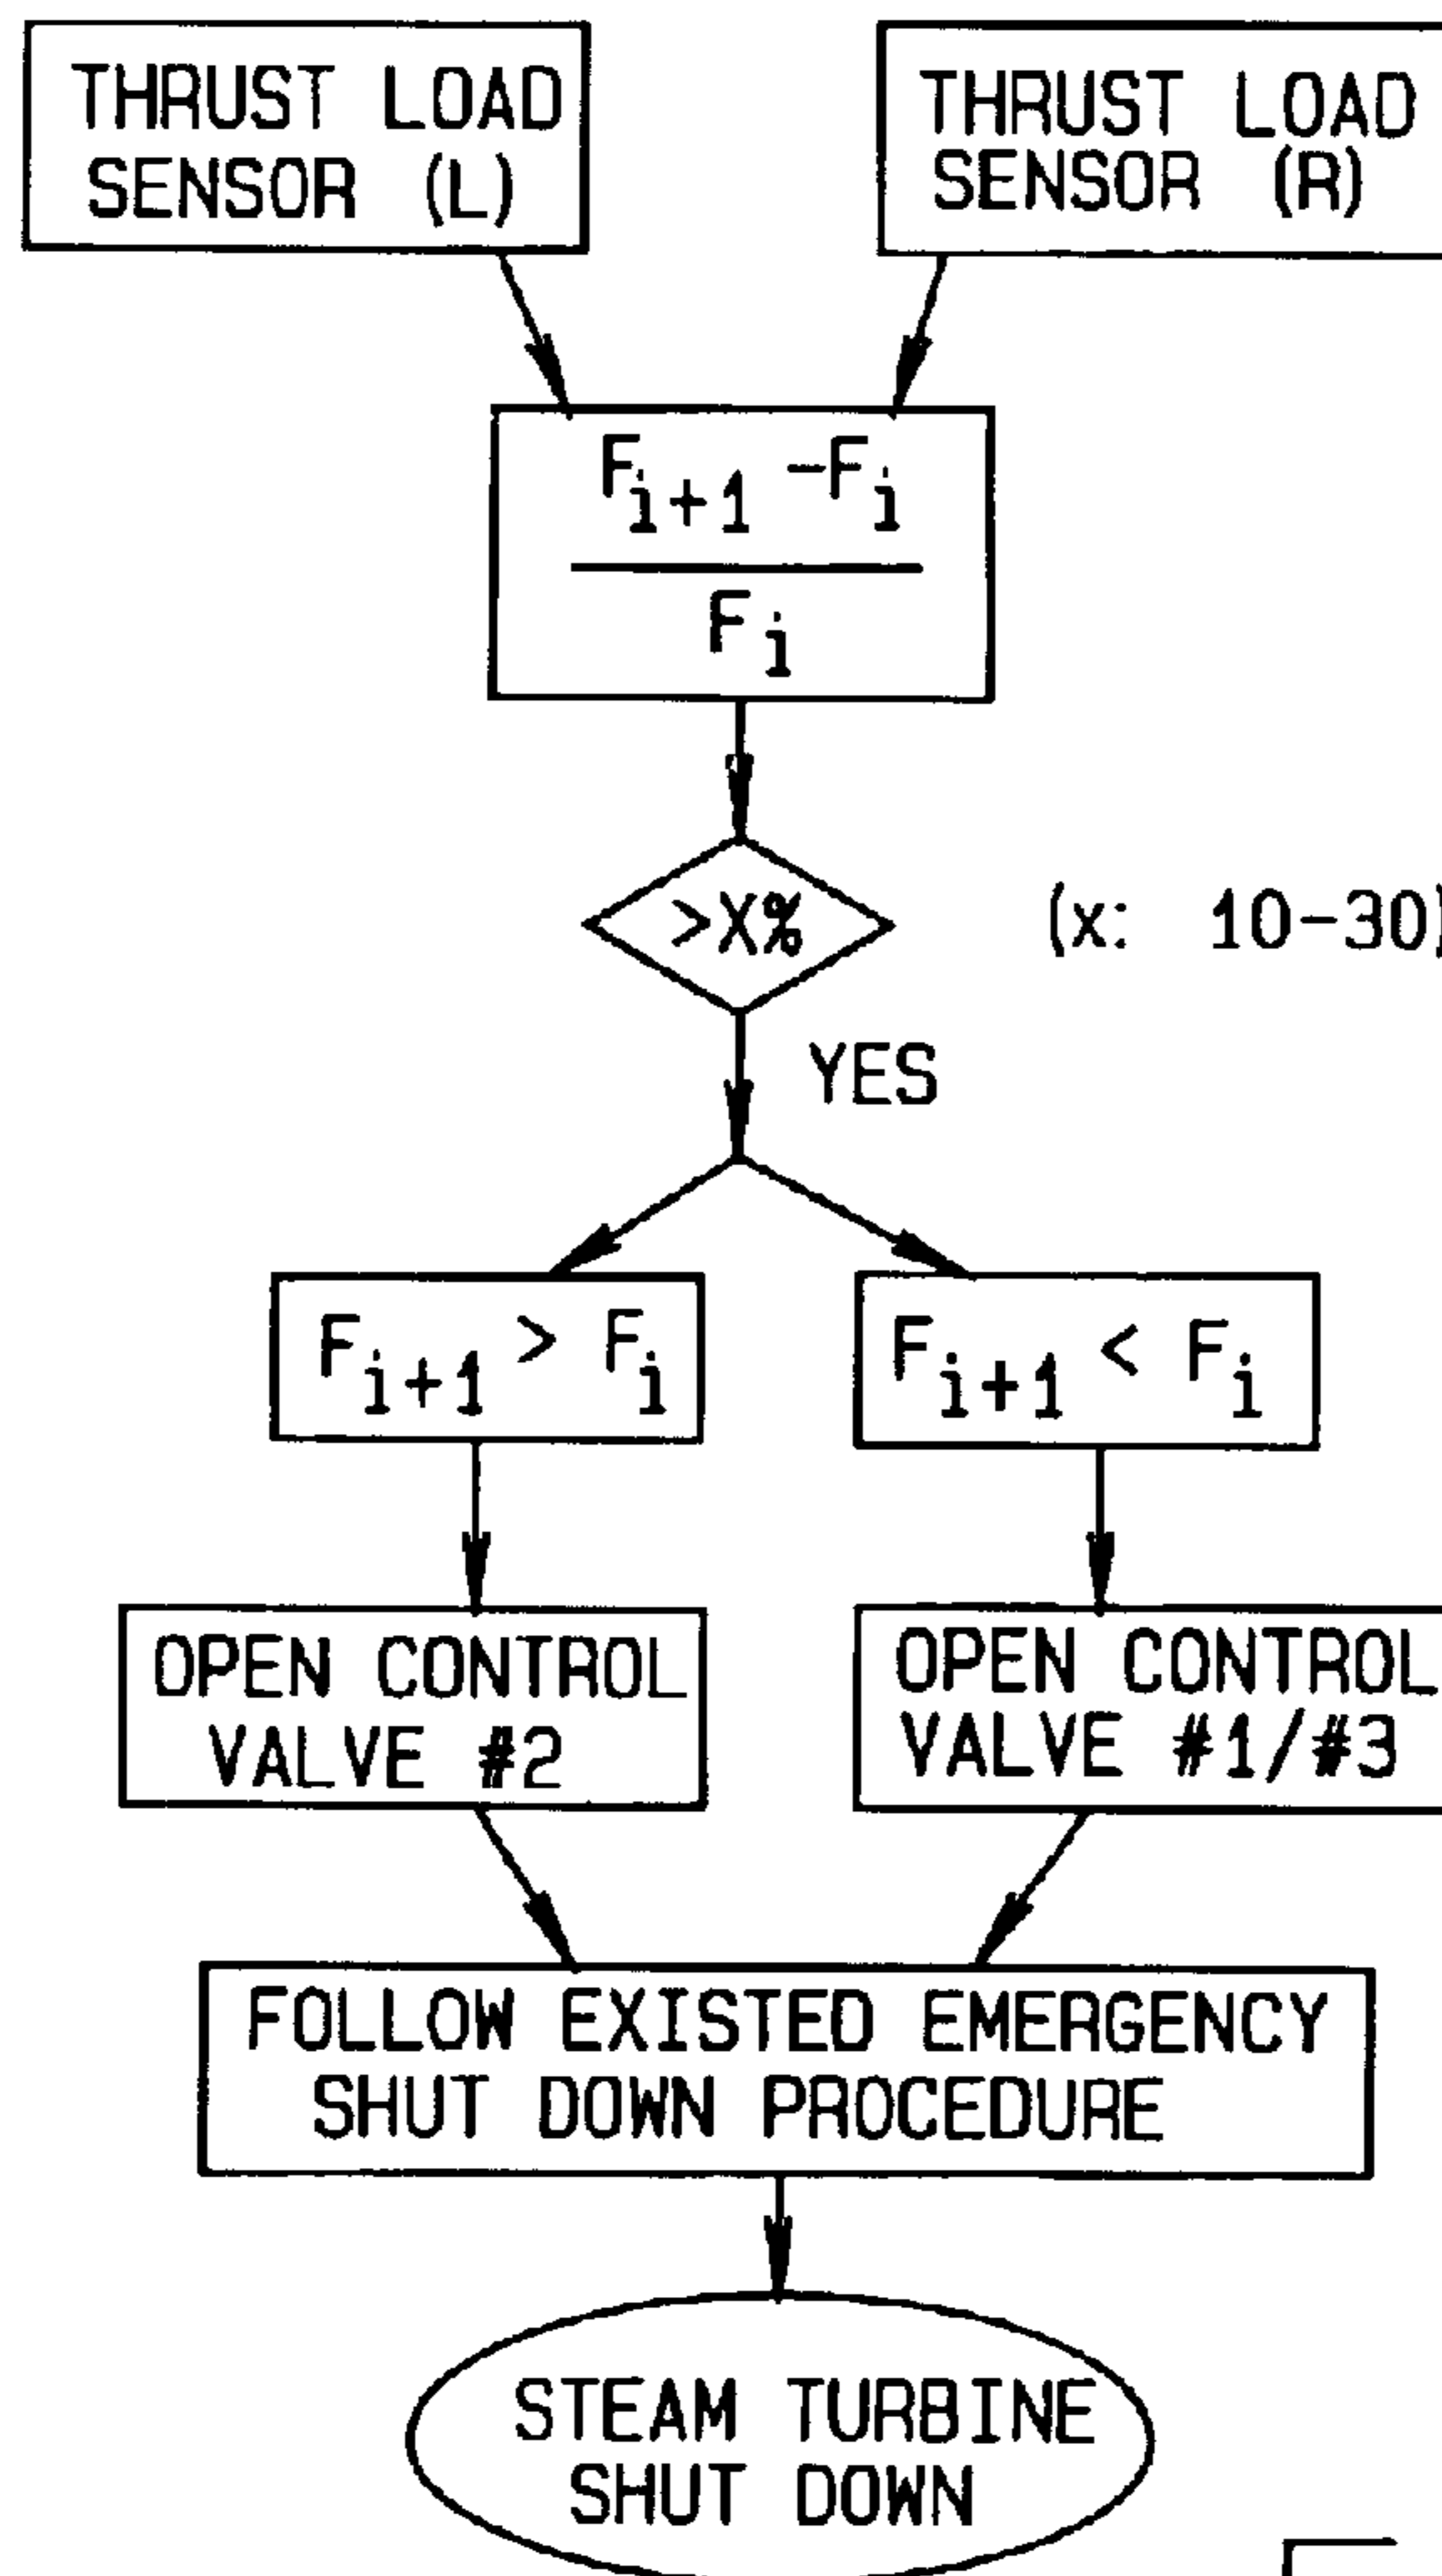 THRUST LOAD
SENSOR (L)
THRUST LOAD
SENSOR (R)
F_{i+1} - F_i
F_i
>X%
(x: 10-30)
YES
F_{i+1} > F_i
F_{i+1} < F_i
OPEN CONTROL
VALVE #2
OPEN CONTROL
VALVE #1/#3
FOLLOW EXISTED EMERGENCY
SHUT DOWN PROCEDURE
STEAM TURBINE
SHUT DOWN